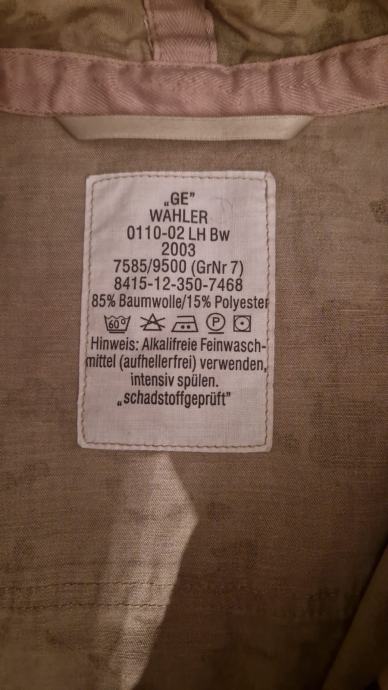 „GE"
WAHLER
0110-02 LH Bw
2003
7585/9500 (GrNr 7)
8415-12-350-7468
85% Baumwolle/15% Polyester
60° P
Hinweis: Alkalifreie Feinwasch-
mittel (aufhellerfrei) verwenden,
intensiv spülen.
„schadstoffgeprüft"